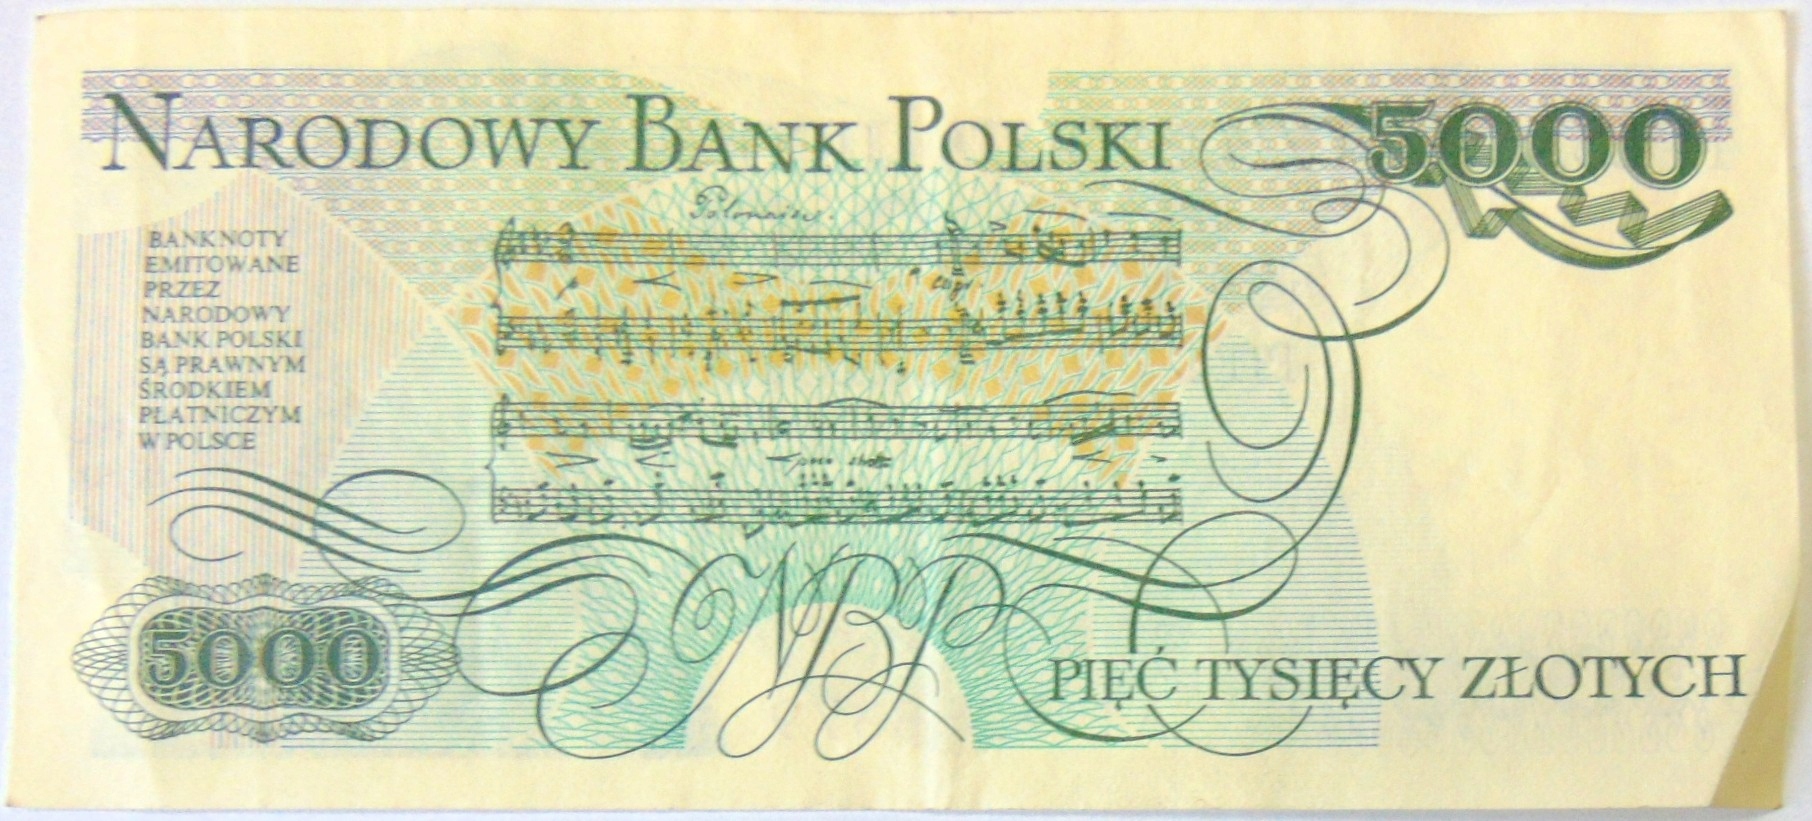 NARODOWY BANK POLSKI
5000
Polonaise.
BANKNOTY
EMITOWANE
PRZEZ
NARODOWY
BANK POLSKI
SĄ PRAWNYM
ŚRODKIEM
PŁATNICZYM
W POLSCE
NBP
5000
PIĘĆ TYSIĘCY ZŁOTYCH